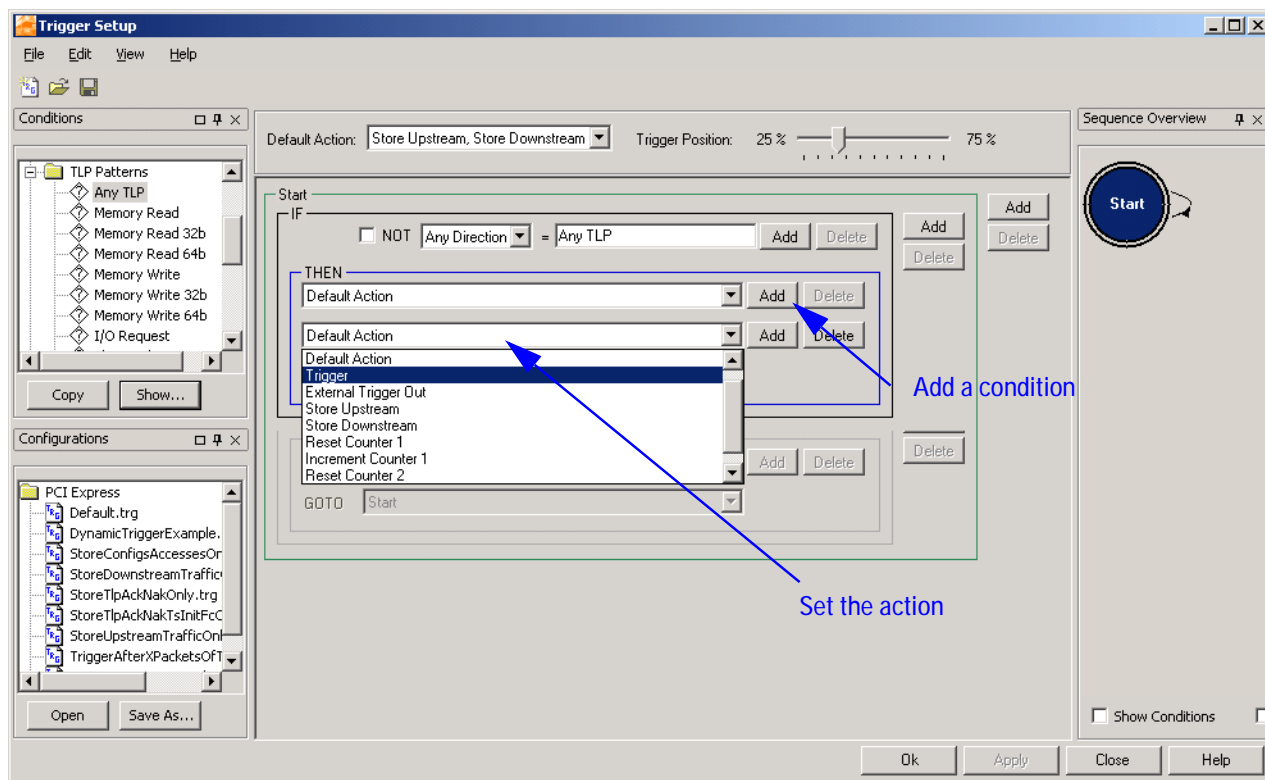 Trigger Setup
File Edit View Help
Conditions
TLP Patterns
Any TLP
Memory Read
Memory Read 32b
Memory Read 64b
Memory Write
Memory Write 32b
Memory Write 64b
I/O Request
Copy Show...
Configurations
PCI Express
Default.trg
DynamicTriggerExample.
StoreConfigsAccessesOr
StoreDownstreamTraffic
StoreTlpAckNakOnly.trg
StoreTlpAckNakTsInitFcC
StoreUpstreamTrafficOnl
TriggerAfterXPacketsOfT
Open Save As...
Default Action: Store Upstream, Store Downstream Trigger Position: 25 % 75 %
Start
IF
NOT Any Direction = Any TLP Add Delete
Add
Delete
Add
Delete
THEN
Default Action Add Delete
Default Action Add Delete
Default Action
Trigger
External Trigger Out
Store Upstream
Store Downstream
Reset Counter 1
Increment Counter 1
Reset Counter 2
Add a condition
Add Delete
Delete
GOTO Start
Set the action
Sequence Overview
Start
Show Conditions
Ok Apply Close Help